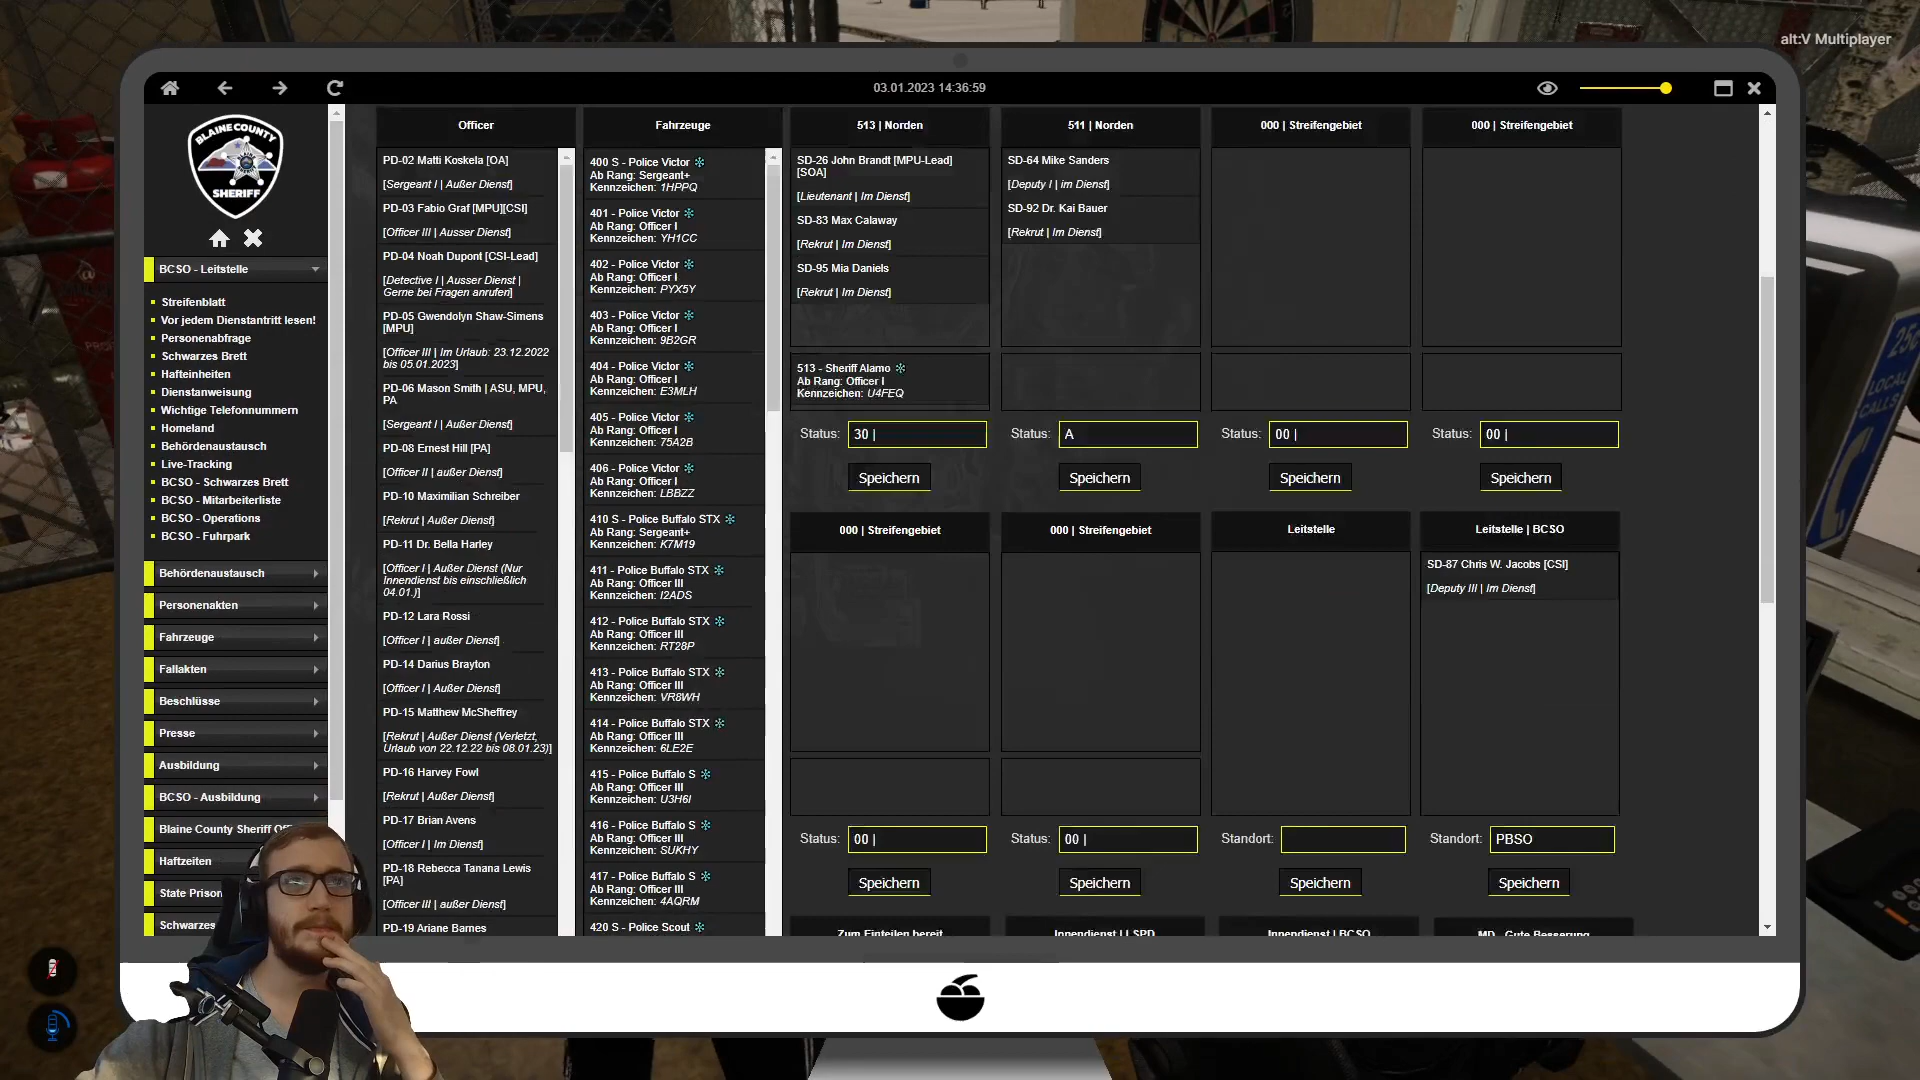 alt:V Multiplayer
03.01.2023 14:36:59
BLAINE COUNTY
SHERIFF
BCSO - Leitstelle
Streifenblatt
Vor jedem Dienstantritt lesen!
Personenabfrage
Schwarzes Brett
Hafteinheiten
Dienstanweisung
Wichtige Telefonnummern
Homeland
Behördenaustausch
Live-Tracking
BCSO - Schwarzes Brett
BCSO - Mitarbeiterliste
BCSO - Operations
BCSO - Fuhrpark
Behördenaustausch
Personenakten
Fahrzeuge
Fallakten
Beschlüsse
Presse
Ausbildung
BCSO - Ausbildung
Blaine County Sheriff
Haftzeiten
State Prison
Schwarzes
Officer
PD-02 Matti Koskela [OA]
[Sergeant I | Außer Dienst]
PD-03 Fabio Graf [MPU][CSI]
[Officer III | Ausser Dienst]
PD-04 Noah Dupont [CSI-Lead]
[Detective I | Ausser Dienst |
Gerne bei Fragen anrufen]
PD-05 Gwendolyn Shaw-Simens
[MPU]
[Officer III | Im Urlaub: 23.12.2022
bis 05.01.2023]
PD-06 Mason Smith | ASU, MPU,
PA
[Sergeant I | Außer Dienst]
PD-08 Ernest Hill [PA]
[Officer II | außer Dienst]
PD-10 Maximilian Schreiber
[Rekrut | Außer Dienst]
PD-11 Dr. Bella Harley
[Officer I | Außer Dienst (Nur
Innendienst bis einschließlich
04.01.)]
PD-12 Lara Rossi
[Officer I | außer Dienst]
PD-14 Darius Brayton
[Officer I | Außer Dienst]
PD-15 Matthew McSheffrey
[Rekrut | Außer Dienst (Verletzt,
Urlaub von 22.12.22 bis 08.01.23)]
PD-16 Harvey Fowl
[Rekrut | Außer Dienst]
PD-17 Brian Avens
[Officer I | Im Dienst]
PD-18 Rebecca Tanana Lewis
[PA]
[Officer III | außer Dienst]
PD-19 Ariane Barnes
Fahrzeuge
400 S - Police Victor
Ab Rang: Sergeant+
Kennzeichen: 1HPPQ
401 - Police Victor
Ab Rang: Officer I
Kennzeichen: YH1CC
402 - Police Victor
Ab Rang: Officer I
Kennzeichen: PYX5Y
403 - Police Victor
Ab Rang: Officer I
Kennzeichen: 9B2GR
404 - Police Victor
Ab Rang: Officer I
Kennzeichen: E3MLH
405 - Police Victor
Ab Rang: Officer I
Kennzeichen: 75A2B
406 - Police Victor
Ab Rang: Officer I
Kennzeichen: LBBZZ
410 S - Police Buffalo STX
Ab Rang: Sergeant+
Kennzeichen: K7M19
411 - Police Buffalo STX
Ab Rang: Officer III
Kennzeichen: I2ADS
412 - Police Buffalo STX
Ab Rang: Officer III
Kennzeichen: RT28P
413 - Police Buffalo STX
Ab Rang: Officer III
Kennzeichen: VR8WH
414 - Police Buffalo STX
Ab Rang: Officer III
Kennzeichen: 6LE2E
415 - Police Buffalo S
Ab Rang: Officer III
Kennzeichen: U3H6I
416 - Police Buffalo S
Ab Rang: Officer III
Kennzeichen: SUKHY
417 - Police Buffalo S
Ab Rang: Officer III
Kennzeichen: 4AQRM
420 S - Police Scout
513 | Norden
SD-26 John Brandt [MPU-Lead]
[SOA]
[Lieutenant | Im Dienst]
SD-83 Max Calaway
[Rekrut | Im Dienst]
SD-95 Mia Daniels
[Rekrut | Im Dienst]
513 - Sheriff Alamo
Ab Rang: Officer I
Kennzeichen: U4FEQ
Status: 30 |
Speichern
511 | Norden
SD-64 Mike Sanders
[Deputy I | im Dienst]
SD-92 Dr. Kai Bauer
[Rekrut | Im Dienst]
Status: A
Speichern
000 | Streifengebiet
Status: 00 |
Speichern
000 | Streifengebiet
Status: 00 |
Speichern
000 | Streifengebiet
Status: 00 |
Speichern
000 | Streifengebiet
Status: 00 |
Speichern
Leitstelle
Standort:
Speichern
Leitstelle | BCSO
SD-87 Chris W. Jacobs [CSI]
[Deputy III | Im Dienst]
Standort: PBSO
Speichern
Zum Einteilen bereit
Innendienst | LSPD
Innendienst | BCSO
MD - Gute Besserung
25¢
LOCAL
CALLS